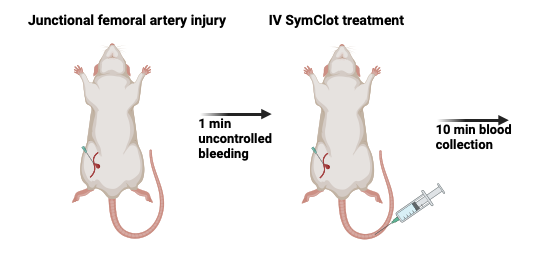 Junctional femoral artery injury
IV SymClot treatment
1 min
uncontrolled
bleeding
10 min blood
collection